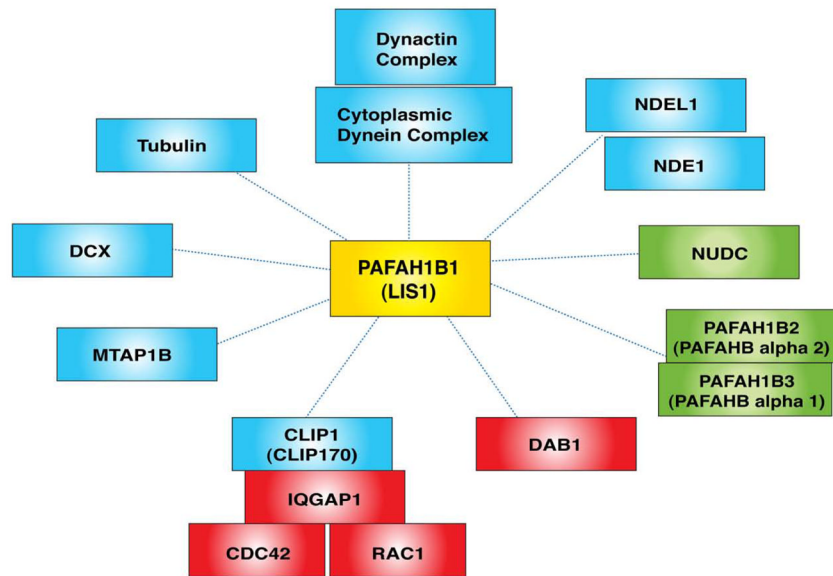 Dynactin
Complex
Cytoplasmic
Dynein Complex
NDEL1
NDE1
Tubulin
DCX
PAFAH1B1
(LIS1)
NUDC
MTAP1B
PAFAH1B2
(PAFAHB alpha 2)
PAFAH1B3
(PAFAHB alpha 1)
CLIP1
(CLIP170)
DAB1
IQGAP1
CDC42
RAC1